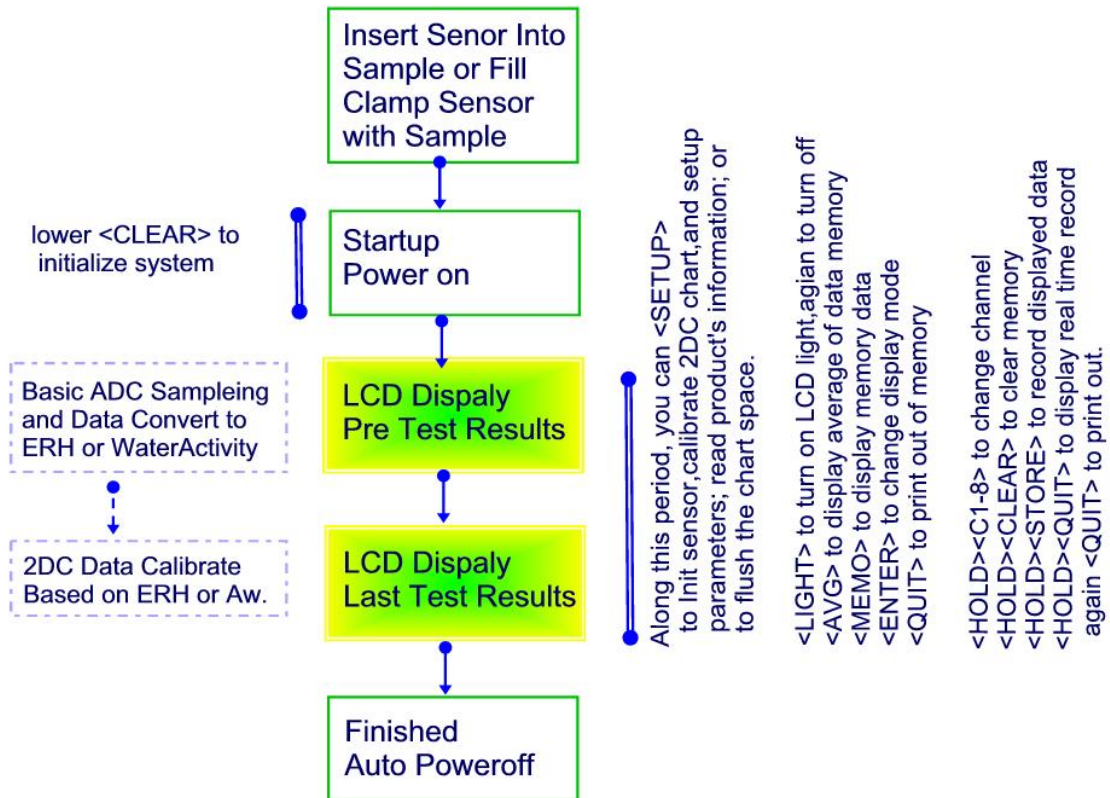 Insert Senor Into
Sample or Fill
Clamp Sensor
with Sample
lower <CLEAR> to
initialize system
Startup
Power on
Basic ADC Sampleing
and Data Convert to
ERH or WaterActivity
LCD Dispaly
Pre Test Results
2DC Data Calibrate
Based on ERH or Aw.
LCD Dispaly
Last Test Results
Finished
Auto Poweroff
Along this period, you can <SETUP>
to Init sensor,calibrate 2DC chart,and setup
parameters; read product's information; or
to flush the chart space.
<LIGHT> to turn on LCD light,agian to turn off
<AVG> to display average of data memory
<MEMO> to display memory data
<ENTER> to change display mode
<QUIT> to print out of memory
<HOLD><C1-8> to change channel
<HOLD><CLEAR> to clear memory
<HOLD><STORE> to record displayed data
<HOLD><QUIT> to display real time record
again <QUIT> to print out.